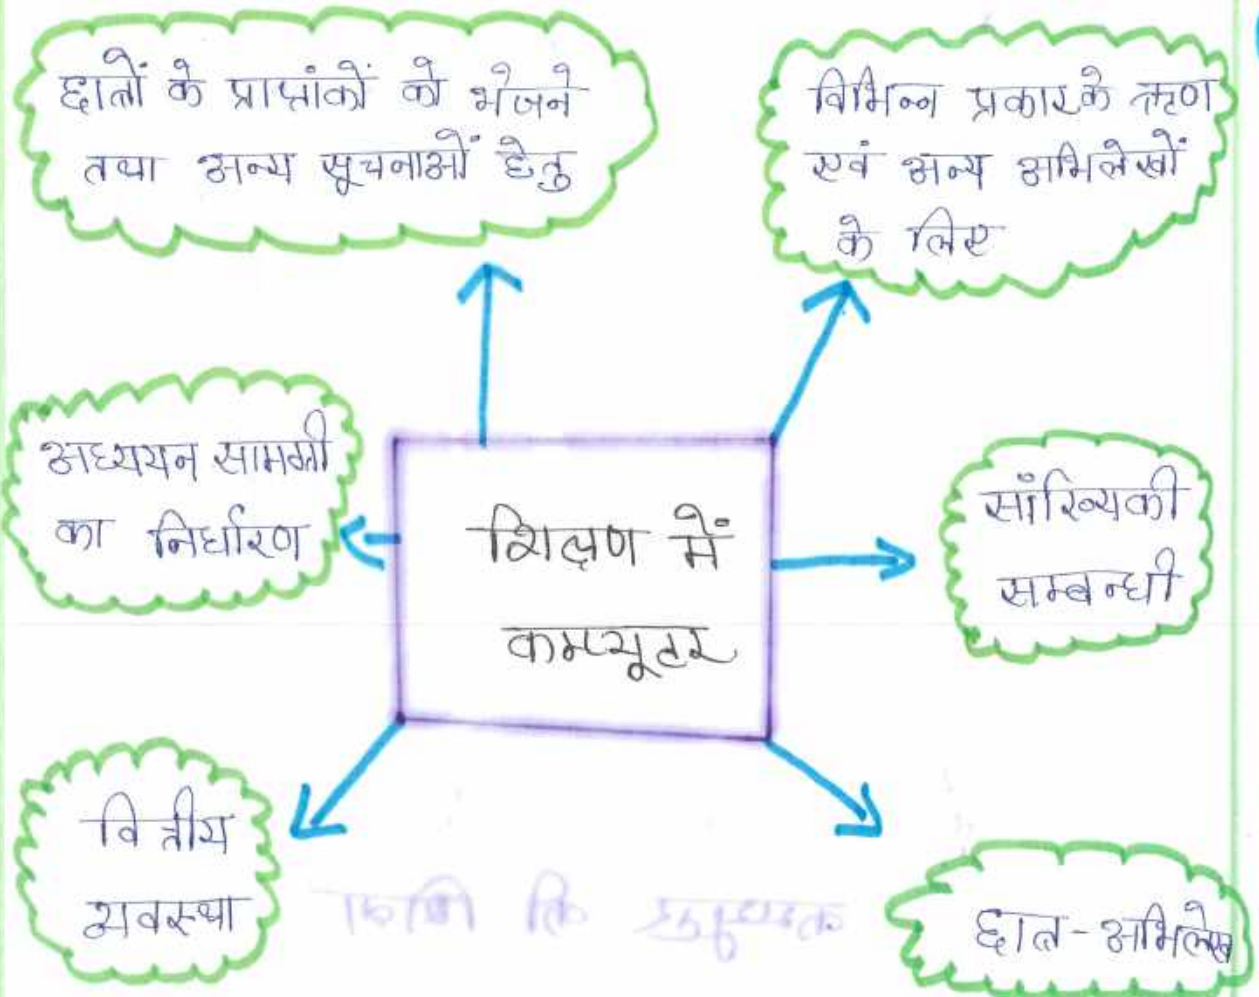 छात्रों के प्राप्तांकों को भेजने
तथा अन्य सूचनाओं हेतु
विभिन्न प्रकार के ऋण
एवं अन्य अभिलेखों
के लिए
अध्ययन सामग्री
का निर्धारण
शिक्षण में
कम्प्यूटर
सांख्यिकी
सम्बन्धी
वित्तीय
व्यवस्था
छात्र-अभिलेख